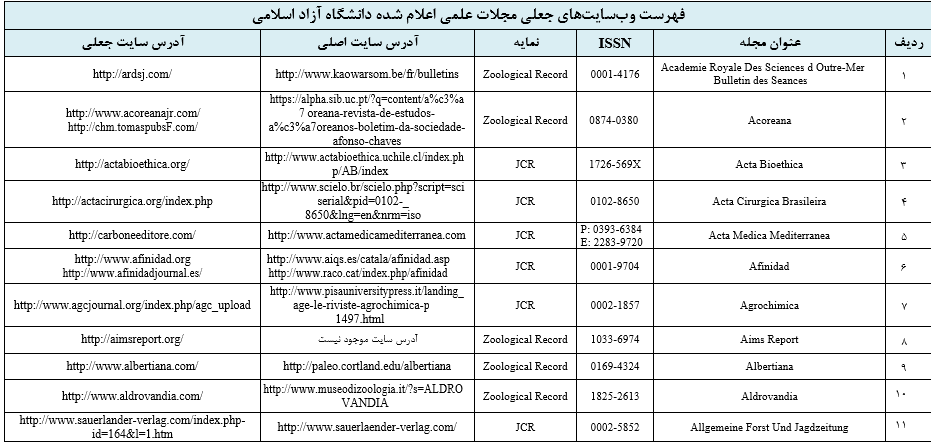 فهرست وب‌سایت‌های جعلی مجلات علمی اعلام شده دانشگاه آزاد اسلامی
ردیف عنوان مجله ISSN نمایه آدرس سایت اصلی آدرس سایت جعلی
۱ Academie Royale Des Sciences d Outre-Mer
Bulletin des Seances
0001-4176
Zoological Record
http://www.kaowarsom.be/fr/bulletins
http://ardsj.com/
۲ Acoreana
0874-0380
Zoological Record
https://alpha.sib.uc.pt/?q=content/a%c3%a
7 oreana-revista-de-estudos-
a%c3%a7oreanos-boletim-da-sociedade-
afonso-chaves
http://www.acoreanajr.com/
http://chm.tomaspubsF.com/
۳ Acta Bioethica
1726-569X
JCR
http://www.actabioethica.uchile.cl/index.ph
p/AB/index
http://actabioethica.org/
۴ Acta Cirurgica Brasileira
0102-8650
JCR
http://www.scielo.br/scielo.php?script=sci
serial&pid=0102-_
8650&lng=en&nrm=iso
http://actacirurgica.org/index.php
۵ Acta Medica Mediterranea
P: 0393-6384
E: 2283-9720
JCR
http://www.actamedicamediterranea.com
http://carboneeditore.com/
۶ Afinidad
0001-9704
JCR
http://www.aiqs.es/catala/afinidad.asp
http://www.raco.cat/index.php/afinidad
http://www.afinidad.org
http://www.afinidadjournal.es/
۷ Agrochimica
0002-1857
JCR
http://www.pisauniversitypress.it/landing_
age-le-riviste-agrochimica-p
1497.html
http://www.agcjournal.org/index.php/agc_upload
۸ Aims Report
1033-6974
Zoological Record
آدرس سایت موجود نیست
http://aimsreport.org/
۹ Albertiana
0169-4324
Zoological Record
http://paleo.cortland.edu/albertiana
http://www.albertiana.com/
۱۰ Aldrovandia
1825-2613
Zoological Record
http://www.museodizoologia.it/?s=ALDRO
VANDIA
http://www.aldrovandia.com/
۱۱ Allgemeine Forst Und Jagdzeitung
0002-5852
JCR
http://www.sauerlaender-verlag.com/
http://www.sauerlander-verlag.com/index.php-
id=164&l=1.htm